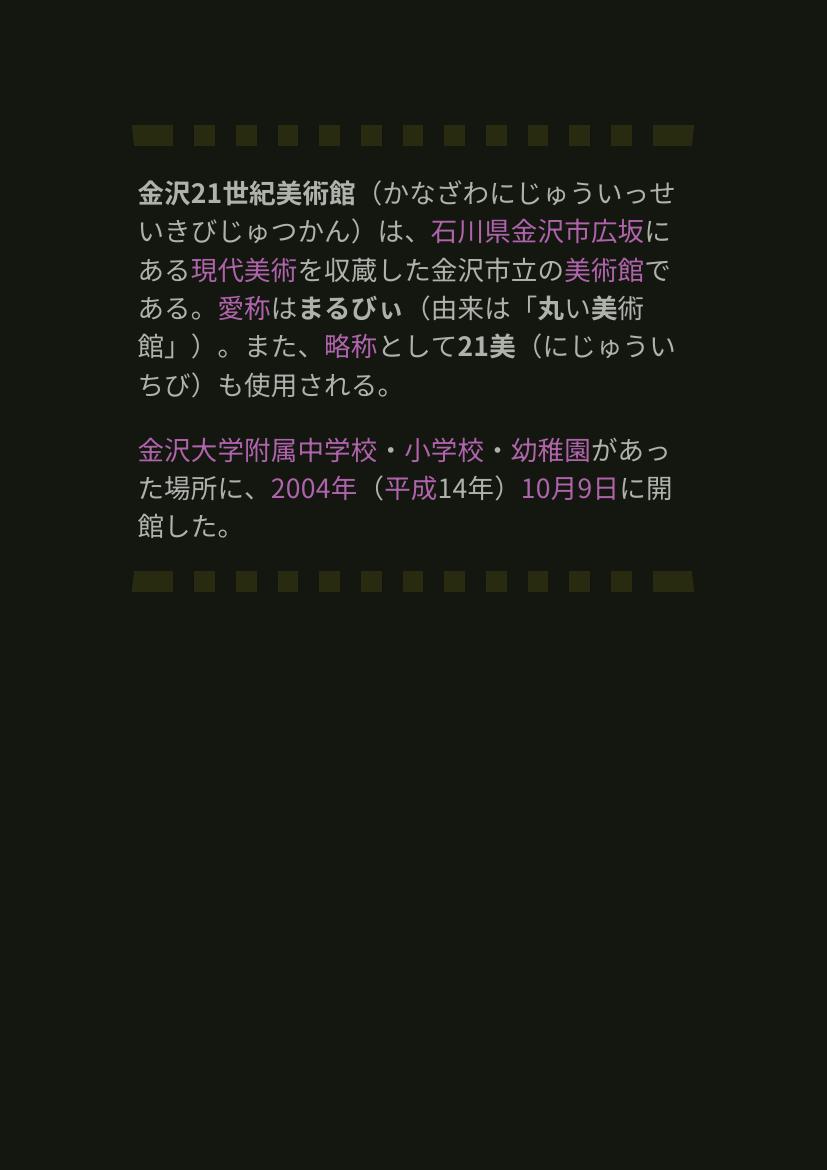 金沢21世紀美術館（かなざわにじゅういっせ
いきびじゅつかん）は、石川県金沢市広坂に
ある現代美術を収蔵した金沢市立の美術館で
ある。愛称はまるびぃ（由来は「丸い美術
館」）。また、略称として21美（にじゅうい
ちび）も使用される。
金沢大学附属中学校・小学校・幼稚園があっ
た場所に、2004年（平成14年）10月9日に開
館した。